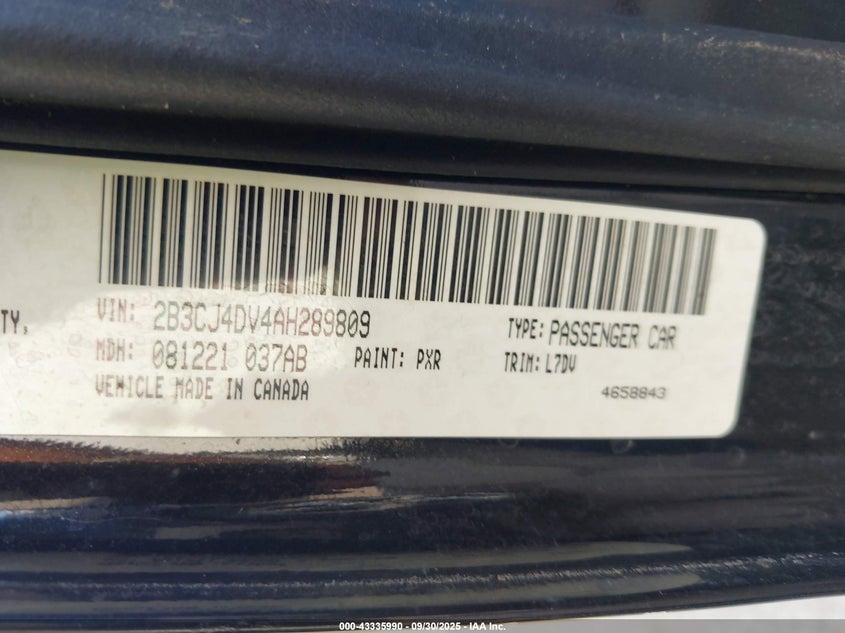 TY.
VIN: 2B3CJ4DV4AH289809
TYPE: PASSENGER CAR
MDH: 081221 037AB
PAINT: PXR
TRIM: L7DV
VEHICLE MADE IN CANADA
4658843
000-43335990 - 09/30/2025 - IAA Inc.